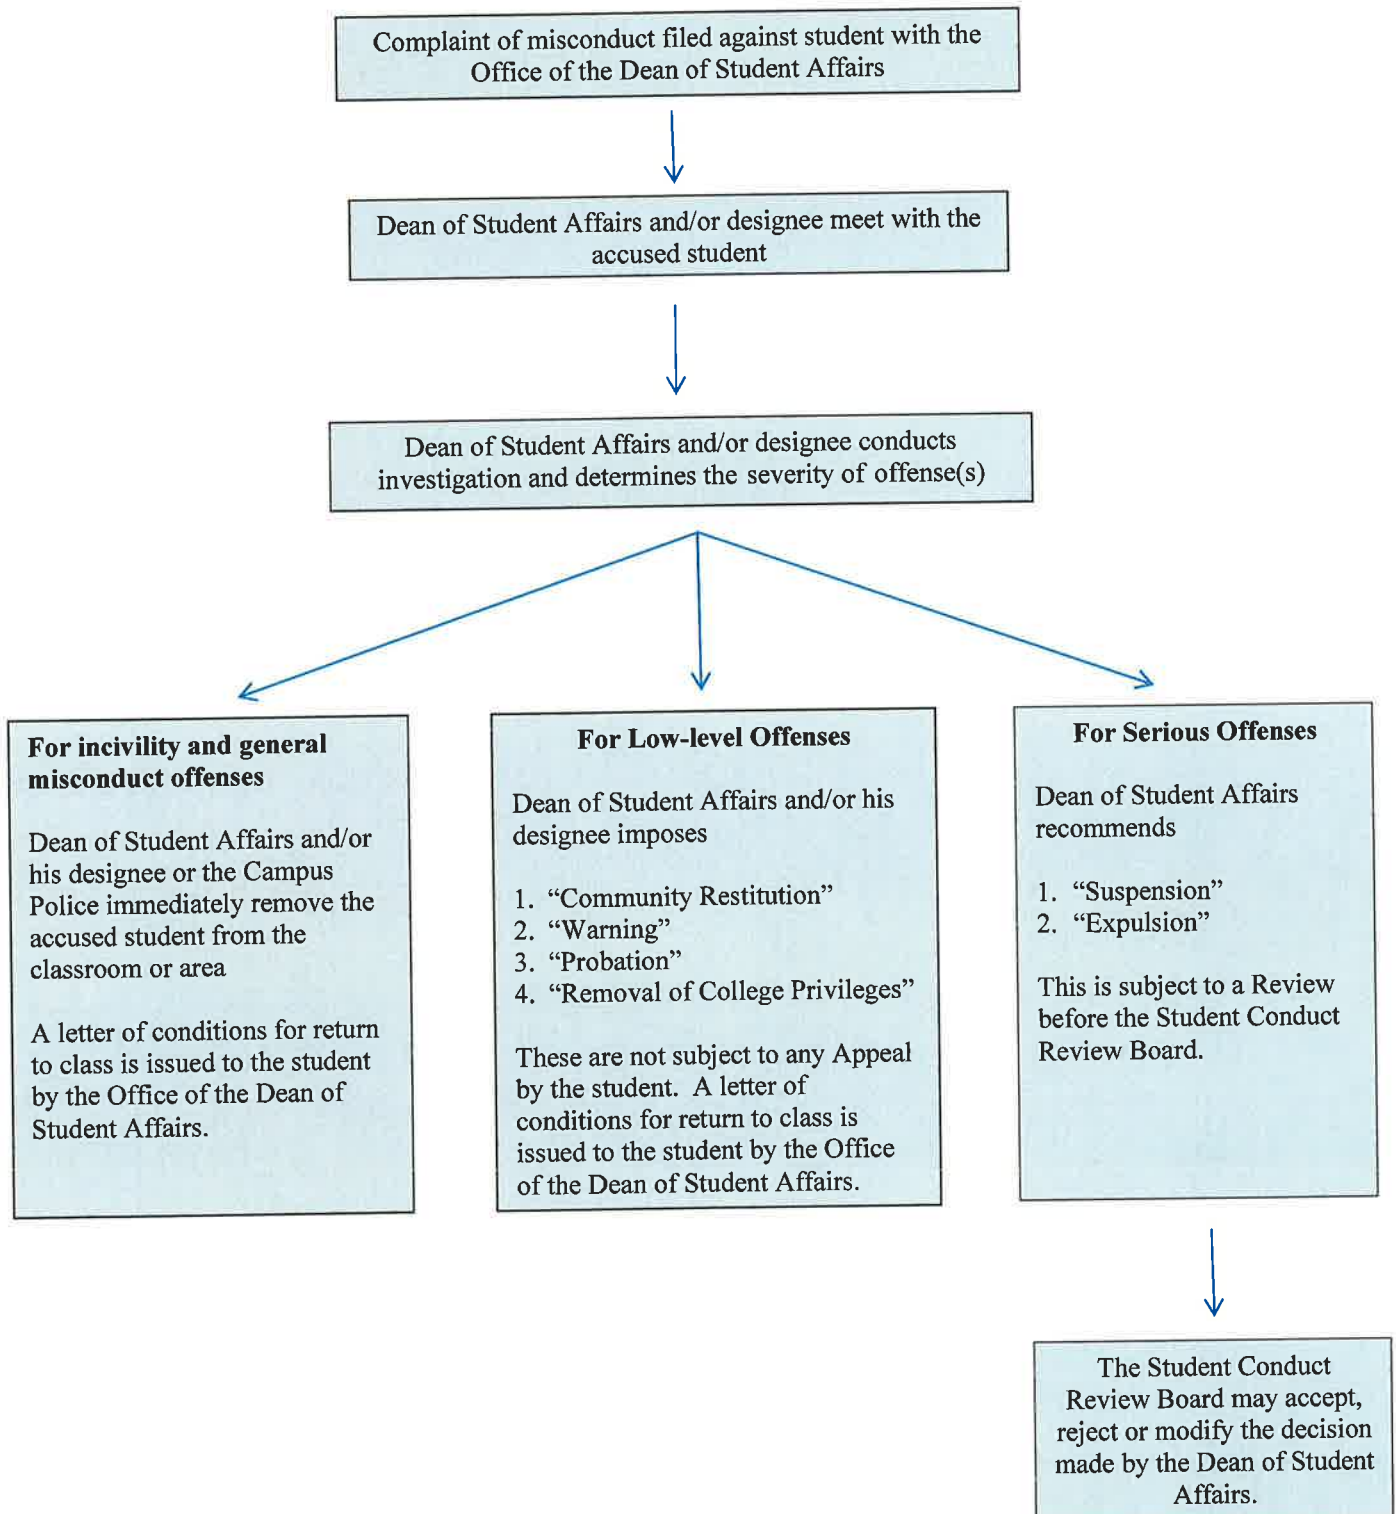 Complaint of misconduct filed against student with the
Office of the Dean of Student Affairs
Dean of Student Affairs and/or designee meet with the
accused student
Dean of Student Affairs and/or designee conducts
investigation and determines the severity of offense(s)
For incivility and general
misconduct offenses
Dean of Student Affairs and/or
his designee or the Campus
Police immediately remove the
accused student from the
classroom or area
A letter of conditions for return
to class is issued to the student
by the Office of the Dean of
Student Affairs.
For Low-level Offenses
Dean of Student Affairs and/or his
designee imposes
1. “Community Restitution”
2. “Warning”
3. “Probation”
4. “Removal of College Privileges”
These are not subject to any Appeal
by the student. A letter of
conditions for return to class is
issued to the student by the Office
of the Dean of Student Affairs.
For Serious Offenses
Dean of Student Affairs
recommends
1. “Suspension”
2. “Expulsion”
This is subject to a Review
before the Student Conduct
Review Board.
The Student Conduct
Review Board may accept,
reject or modify the decision
made by the Dean of Student
Affairs.